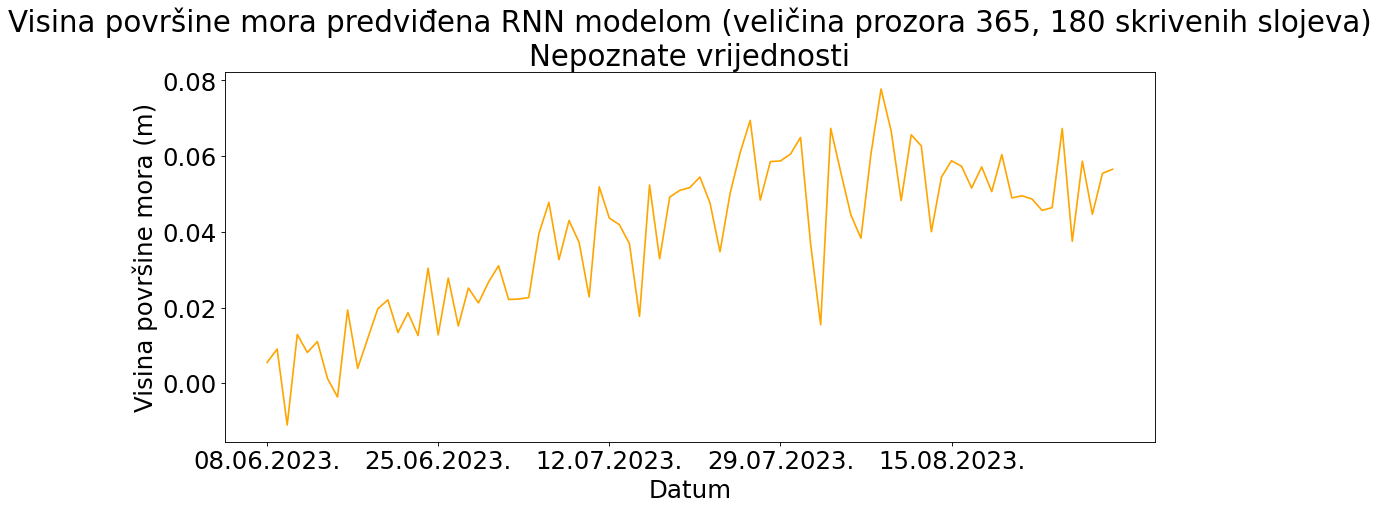 Visina površine mora predviđena RNN modelom (veličina prozora 365, 180 skrivenih slojeva)
Nepoznate vrijednosti
Visina površine mora (m)
0.08
0.06
0.04
0.02
0.00
08.06.2023.
25.06.2023.
12.07.2023.
29.07.2023.
15.08.2023.
Datum